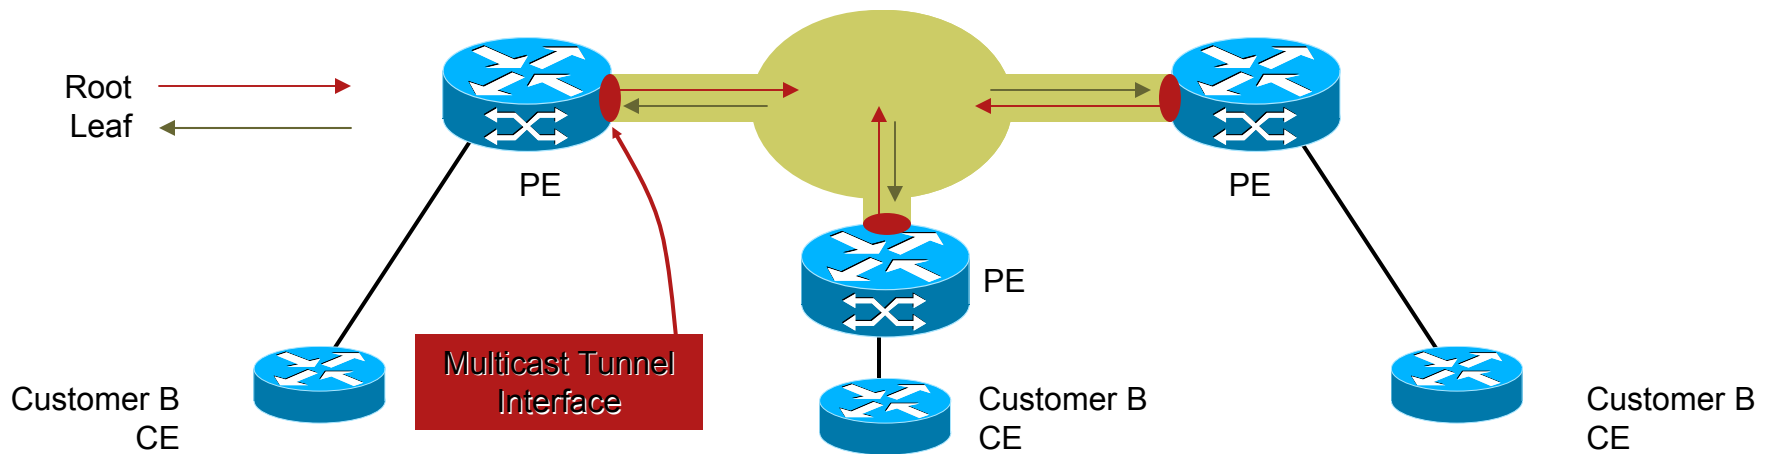 Root
Leaf
PE
PE
PE
Multicast Tunnel
Interface
Customer B
CE
Customer B
CE
Customer B
CE